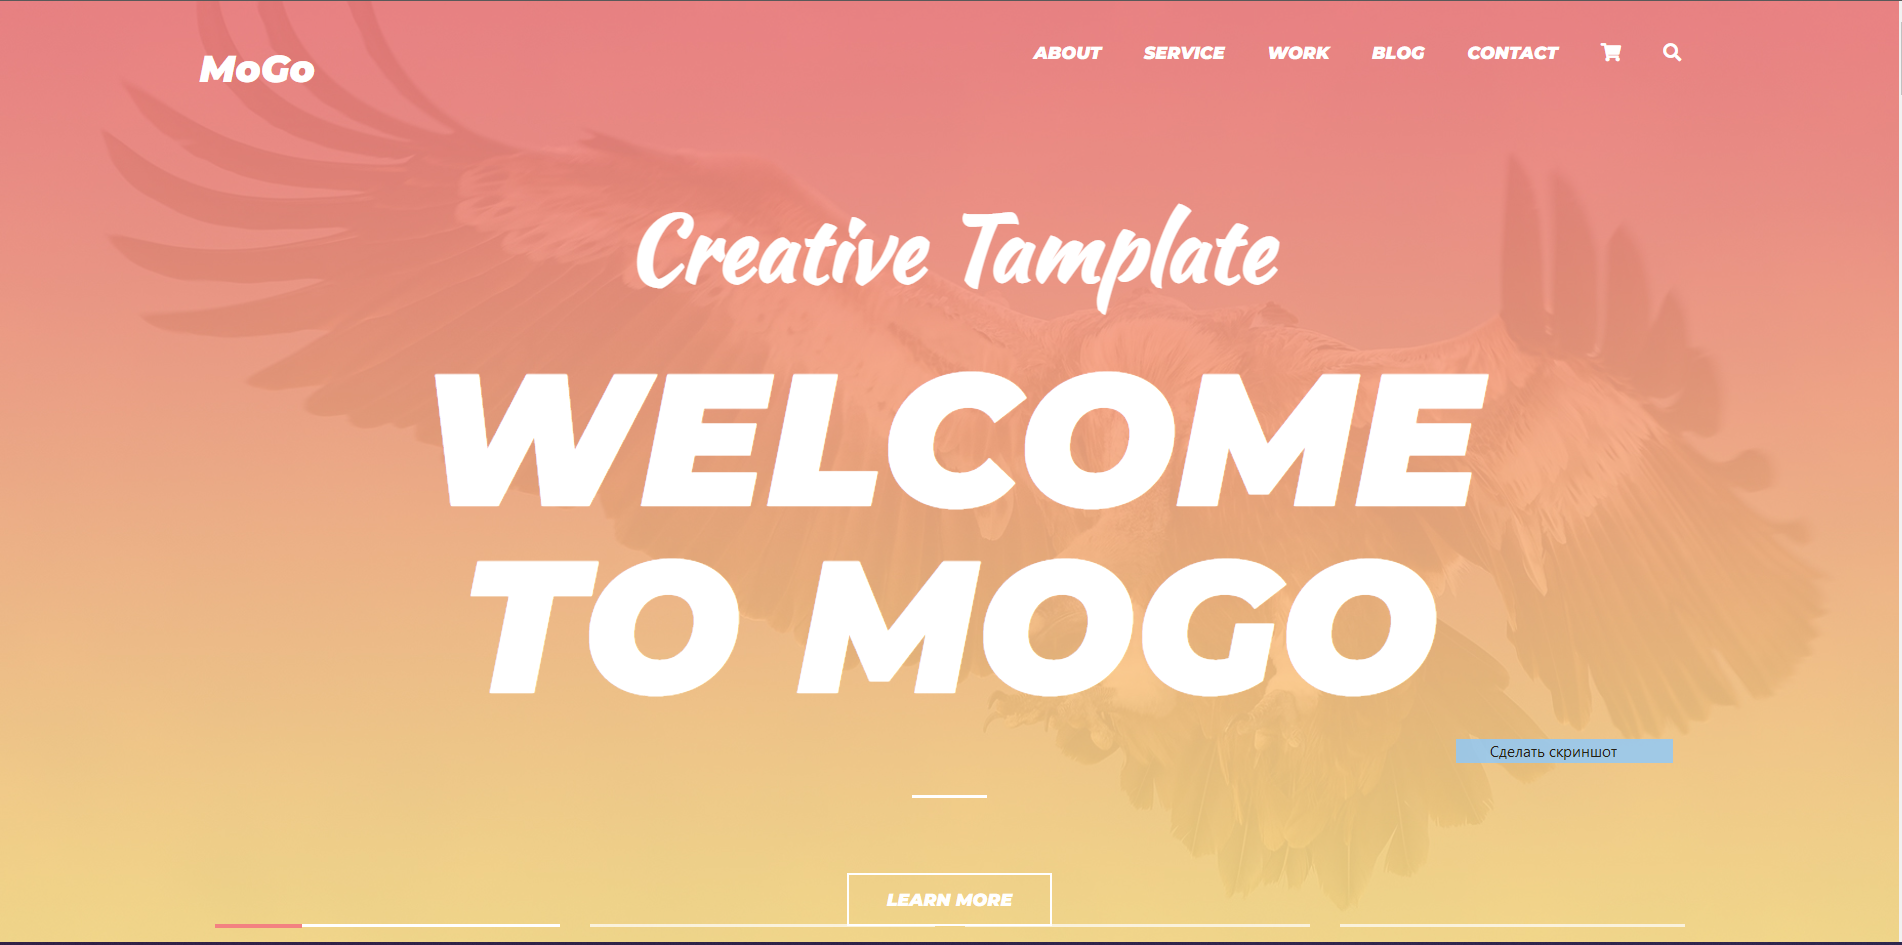 MoGo
ABOUT SERVICE WORK BLOG CONTACT
Creative Tamplate
WELCOME
TO MOGO
Сделать скриншот
LEARN MORE